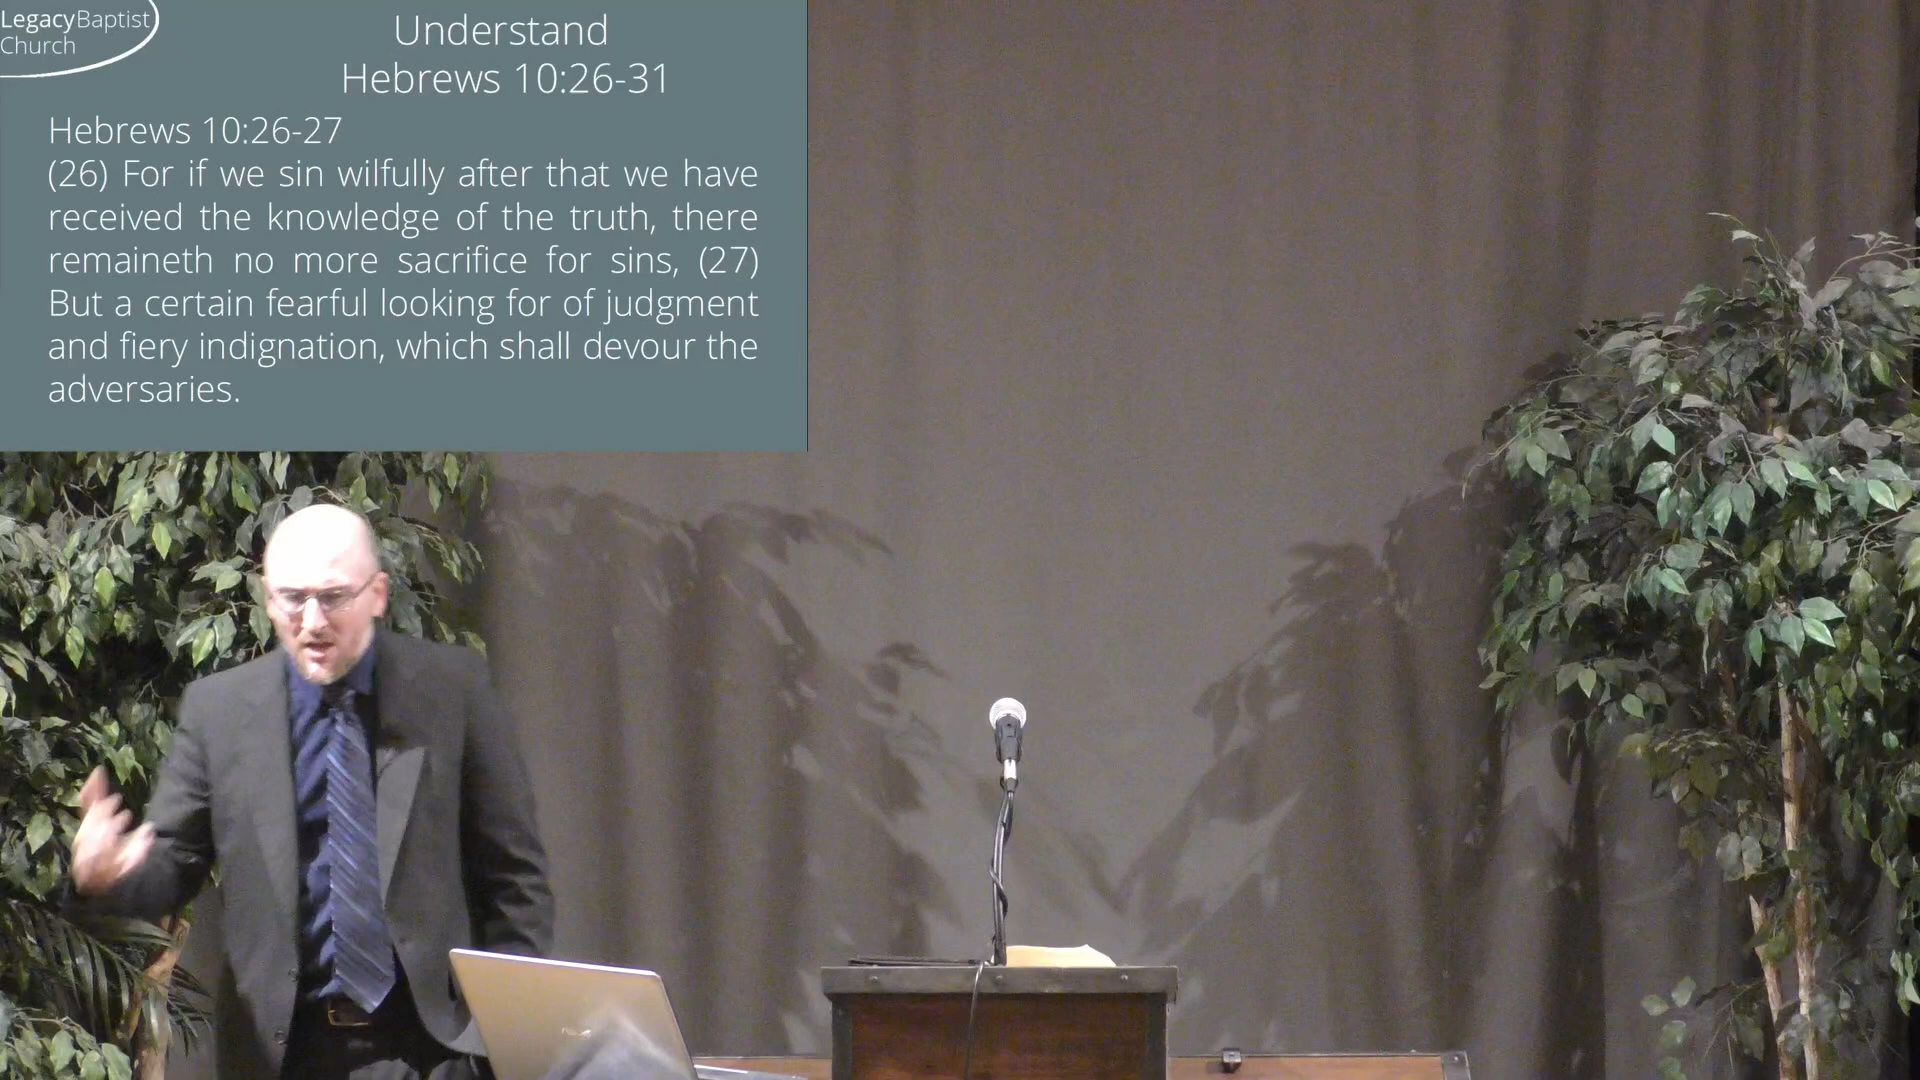 LegacyBaptist
Church
Understand
Hebrews 10:26-31
Hebrews 10:26-27
(26) For if we sin wilfully after that we have
received the knowledge of the truth, there
remaineth no more sacrifice for sins, (27)
But a certain fearful looking for of judgment
and fiery indignation, which shall devour the
adversaries.